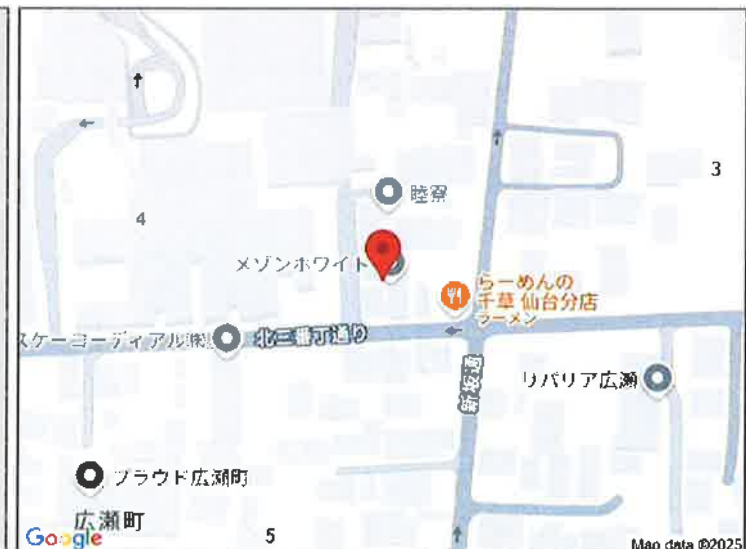 3
4
睦寮
メゾンホワイト
らーめんの
千草 仙台分店
ラーメン
スケーコーディアル㈱
北三番丁通り
新坂通
リバリア広瀬
プラウド広瀬町
広瀬町
5
Google
Map data ©2025